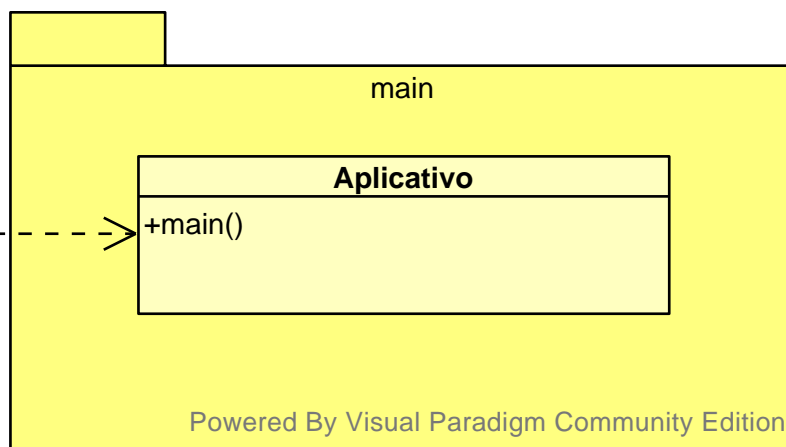 main
Aplicativo
+main()
Powered By Visual Paradigm Community Edition